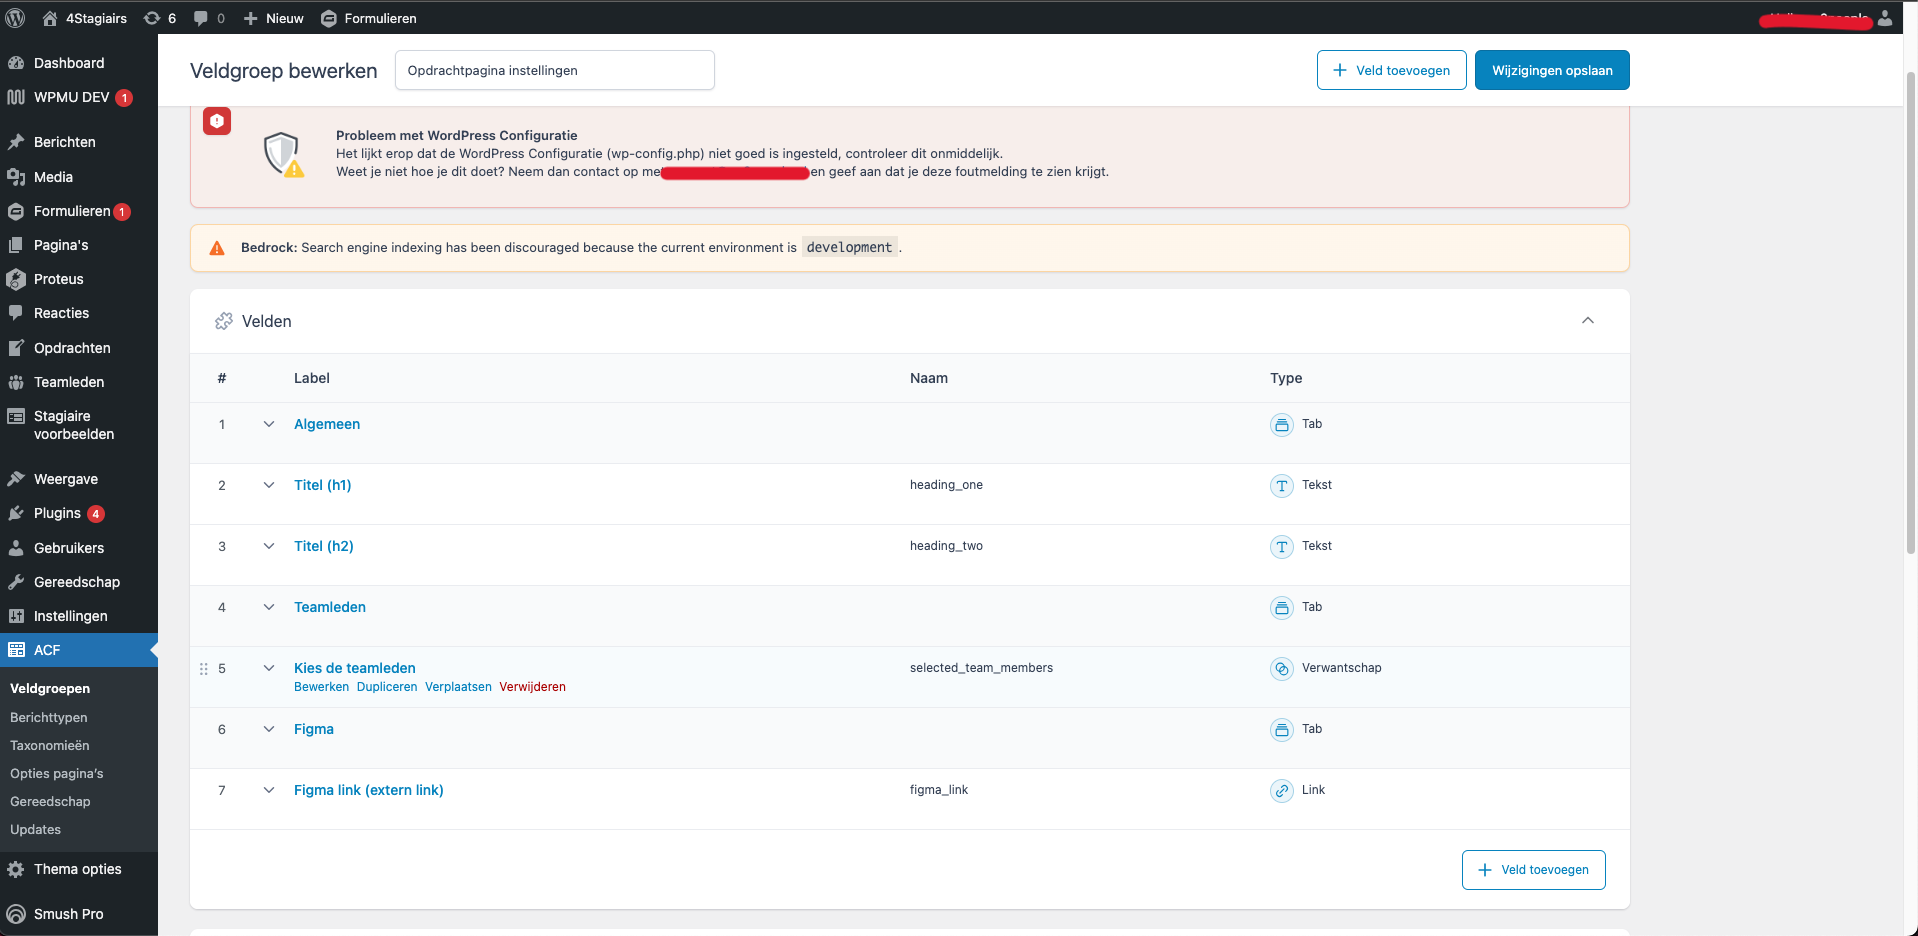 4Stagiairs
6
0
Nieuw
Formulieren
Dashboard
WPMU DEV 1
Berichten
Media
Formulieren 1
Pagina's
Proteus
Reacties
Opdrachten
Teamleden
Stagiaire
voorbeelden
Weergave
Plugins 4
Gebruikers
Gereedschap
Instellingen
ACF
Veldgroepen
Berichttypen
Taxonomieën
Opties pagina's
Gereedschap
Updates
Thema opties
Smush Pro
Veldgroep bewerken
Opdrachtpagina instellingen
Veld toevoegen
Wijzigingen opslaan
Probleem met WordPress Configuratie
Het lijkt erop dat de WordPress Configuratie (wp-config.php) niet goed is ingesteld, controleer dit onmiddelijk.
Weet je niet hoe je dit doet? Neem dan contact op me en geef aan dat je deze foutmelding te zien krijgt.
Bedrock: Search engine indexing has been discouraged because the current environment is development.
Velden
# Label Naam Type
1 Algemeen Tab
2 Titel (h1) heading_one Tekst
3 Titel (h2) heading_two Tekst
4 Teamleden Tab
5 Kies de teamleden selected_team_members Verwantschap
Bewerken Dupliceren Verplaatsen Verwijderen
6 Figma Tab
7 Figma link (extern link) figma_link Link
Veld toevoegen